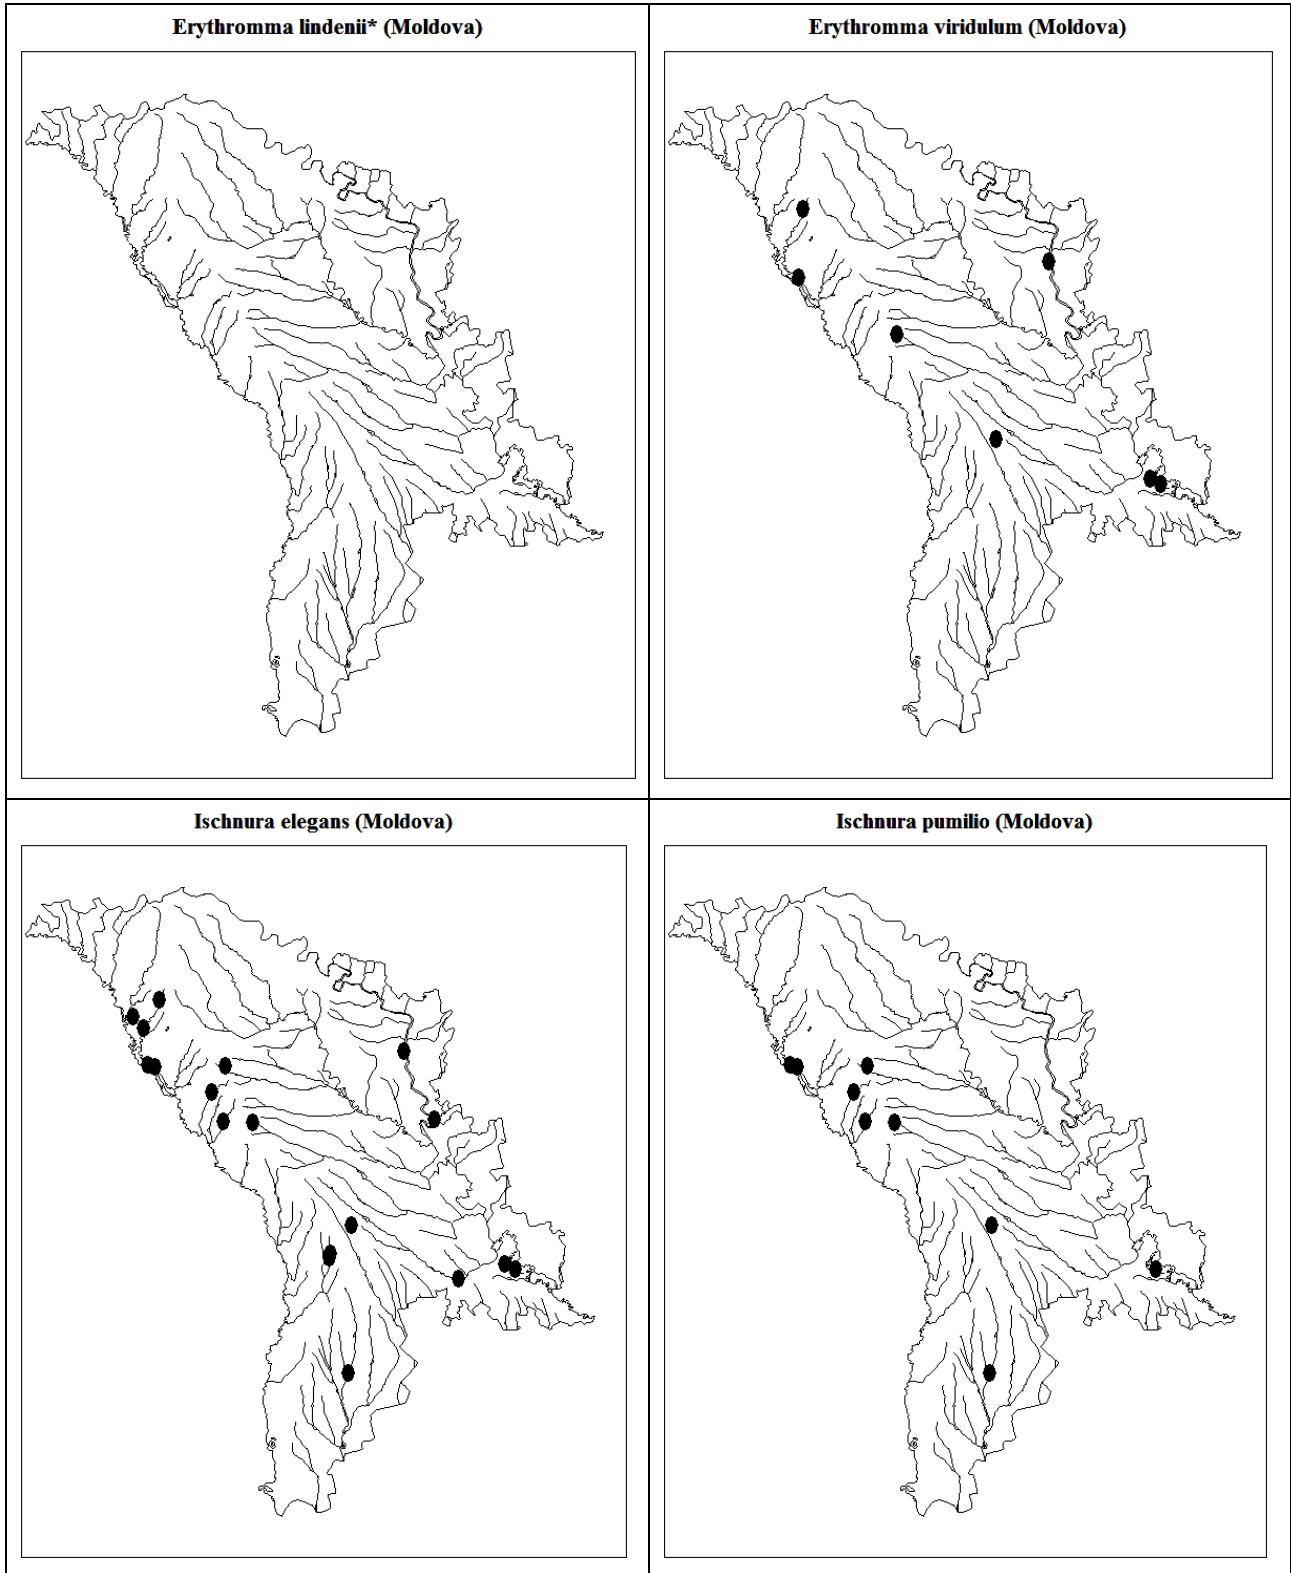 Erythromma lindenii* (Moldova)
Erythromma viridulum (Moldova)
Ischnura elegans (Moldova)
Ischnura pumilio (Moldova)